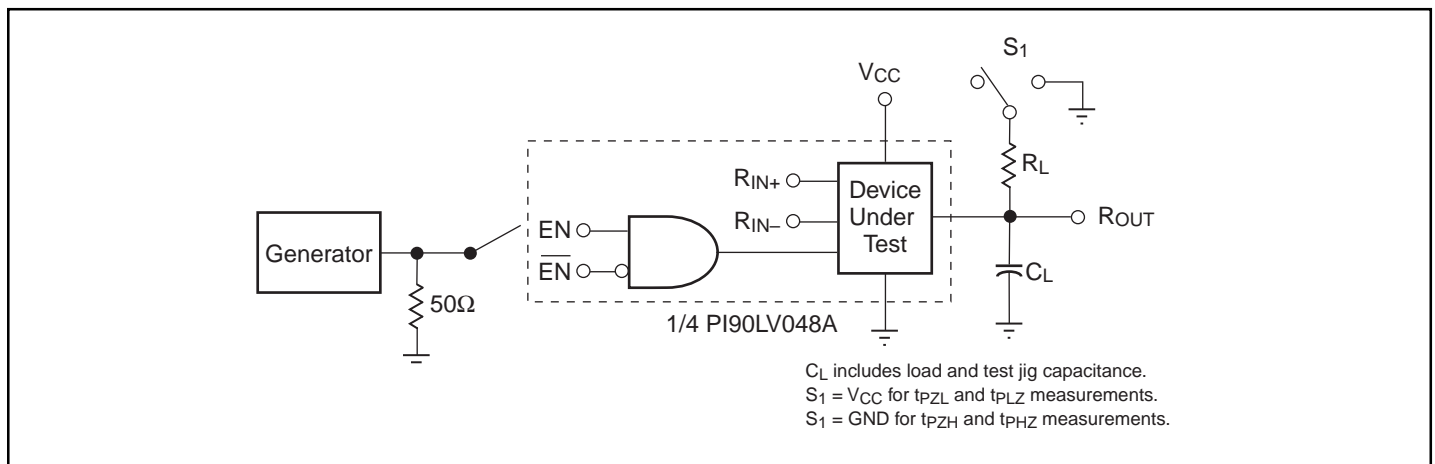 S1
VCC
RL
RIN+
RIN–
Device
Under
Test
ROUT
EN
E̅N̅
Generator
50Ω
CL
1/4 PI90LV048A
CL includes load and test jig capacitance.
S1 = VCC for tPZL and tPLZ measurements.
S1 = GND for tPZH and tPHZ measurements.